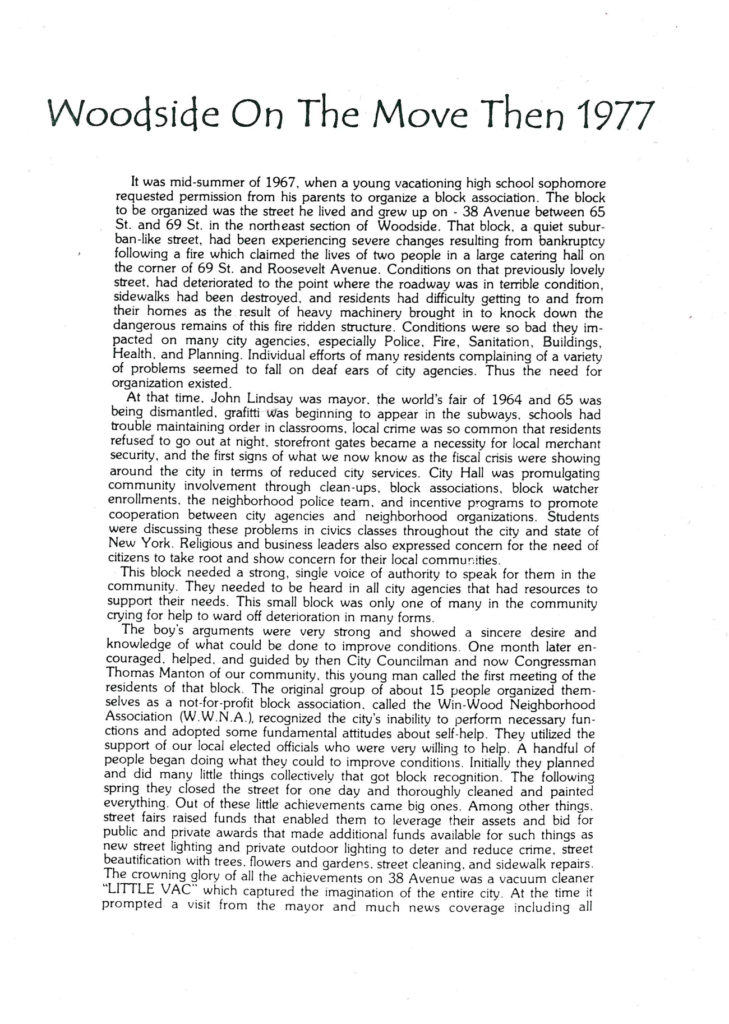 Woodside On The Move Then 1977
It was mid-summer of 1967, when a young vacationing high school sophomore
requested permission from his parents to organize a block association. The block
to be organized was the street he lived and grew up on - 38 Avenue between 65
St. and 69 St. in the northeast section of Woodside. That block, a quiet subur-
ban-like street, had been experiencing severe changes resulting from bankruptcy
following a fire which claimed the lives of two people in a large catering hall on
the corner of 69 St. and Roosevelt Avenue. Conditions on that previously lovely
street, had deteriorated to the point where the roadway was in terrible condition,
sidewalks had been destroyed, and residents had difficulty getting to and from
their homes as the result of heavy machinery brought in to knock down the
dangerous remains of this fire ridden structure. Conditions were so bad they im-
pacted on many city agencies, especially Police, Fire, Sanitation, Buildings,
Health, and Planning. Individual efforts of many residents complaining of a variety
of problems seemed to fall on deaf ears of city agencies. Thus the need for
organization existed.
At that time, John Lindsay was mayor, the world's fair of 1964 and 65 was
being dismantled, grafitti was beginning to appear in the subways, schools had
trouble maintaining order in classrooms, local crime was so common that residents
refused to go out at night, storefront gates became a necessity for local merchant
security, and the first signs of what we now know as the fiscal crisis were showing
around the city in terms of reduced city services. City Hall was promulgating
community involvement through clean-ups, block associations, block watcher
enrollments, the neighborhood police team, and incentive programs to promote
cooperation between city agencies and neighborhood organizations. Students
were discussing these problems in civics classes throughout the city and state of
New York. Religious and business leaders also expressed concern for the need of
citizens to take root and show concern for their local communities.
This block needed a strong, single voice of authority to speak for them in the
community. They needed to be heard in all city agencies that had resources to
support their needs. This small block was only one of many in the community
crying for help to ward off deterioration in many forms.
The boy's arguments were very strong and showed a sincere desire and
knowledge of what could be done to improve conditions. One month later en-
couraged, helped, and guided by then City Councilman and now Congressman
Thomas Manton of our community, this young man called the first meeting of the
residents of that block. The original group of about 15 people organized them-
selves as a not-for-profit block association, called the Win-Wood Neighborhood
Association (W.W.N.A.), recognized the city's inability to perform necessary func-
tions and adopted some fundamental attitudes about self-help. They utilized the
support of our local elected officials who were very willing to help. A handful of
people began doing what they could to improve conditions. Initially they planned
and did many little things collectively that got block recognition. The following
spring they closed the street for one day and thoroughly cleaned and painted
everything. Out of these little achievements came big ones. Among other things,
street fairs raised funds that enabled them to leverage their assets and bid for
public and private awards that made additional funds available for such things as
new street lighting and private outdoor lighting to deter and reduce crime, street
beautification with trees, flowers and gardens, street cleaning, and sidewalk repairs.
The crowning glory of all the achievements on 38 Avenue was a vacuum cleaner
"LITTLE VAC" which captured the imagination of the entire city. At the time it
prompted a visit from the mayor and much news coverage including all